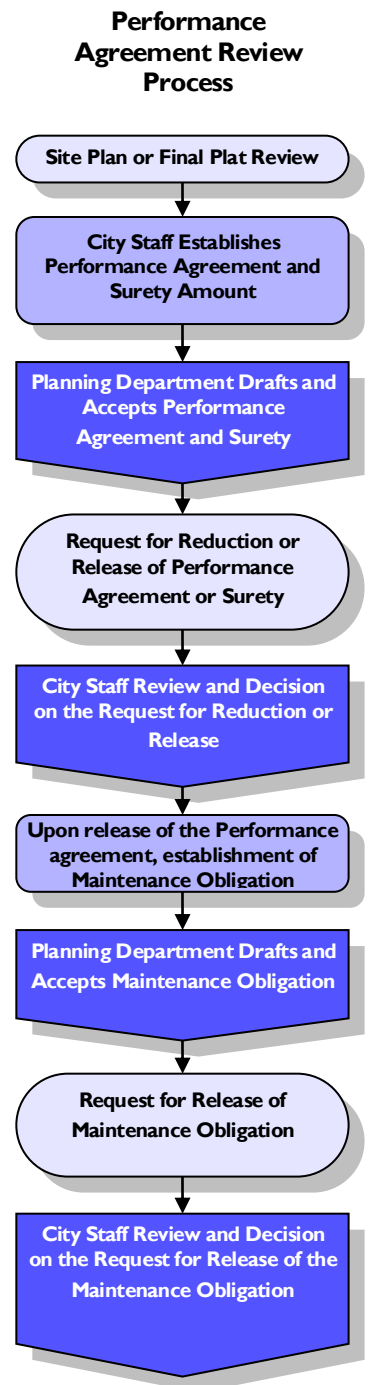 Performance
Agreement Review
Process
Site Plan or Final Plat Review
City Staff Establishes
Performance Agreement and
Surety Amount
Planning Department Drafts and
Accepts Performance
Agreement and Surety
Request for Reduction or
Release of Performance
Agreement or Surety
City Staff Review and Decision
on the Request for Reduction or
Release
Upon release of the Performance
agreement, establishment of
Maintenance Obligation
Planning Department Drafts and
Accepts Maintenance Obligation
Request for Release of
Maintenance Obligation
City Staff Review and Decision
on the Request for Release of the
Maintenance Obligation